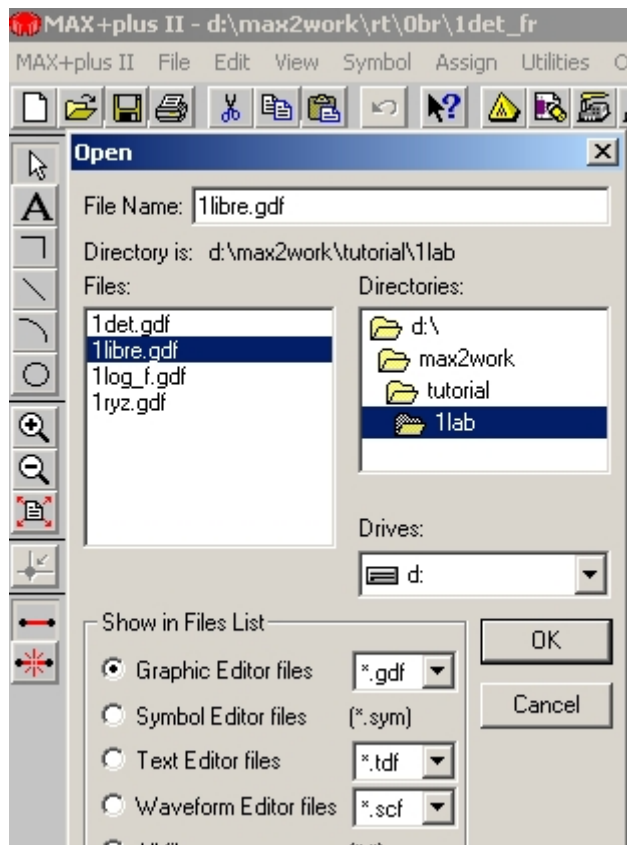 MAX+plus II - d:\max2work\rt\0br\1det_fr
MAX+plus II File Edit View Symbol Assign Utilities
Open
File Name: 1libre.gdf
Directory is: d:\max2work\tutorial\1lab
Files: Directories:
1det.gdf
1libre.gdf
1log_f.gdf
1ryz.gdf
d:\
max2work
tutorial
1lab
Drives:
d:
Show in Files List
Graphic Editor files *.gdf
Symbol Editor files (*.sym)
Text Editor files *.tdf
Waveform Editor files *.scf
OK
Cancel